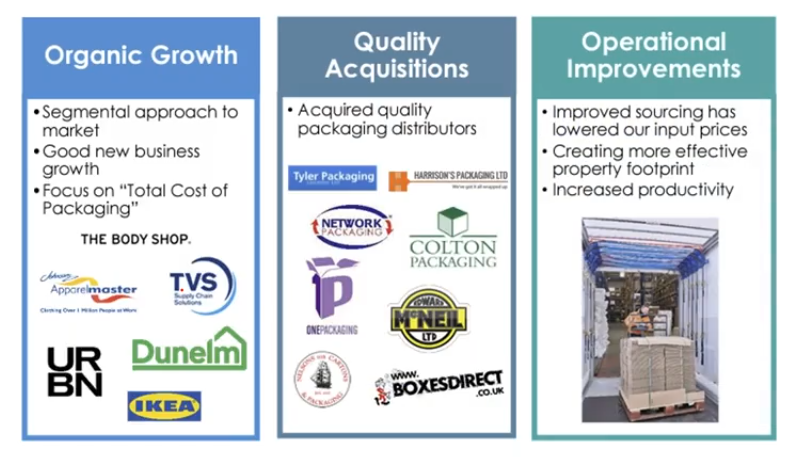 Organic Growth
• Segmental approach to
market
• Good new business
growth
• Focus on "Total Cost of
Packaging"
THE BODY SHOP.
Johnsons
Apparelmaster
Clothing Over 1 Million People at Work
TVS
Supply Chain
Solutions
UR
BN
Dunelm
IKEA
Quality
Acquisitions
• Acquired quality
packaging distributors
Tyler Packaging
HARRISON'S PACKAGING LTD
We've got it all wrapped up
NETWORK
PACKAGING
COLTON
PACKAGING
ONEPACKAGING
EDWARD
McNEIL
LTD
NELSONS FOR CARTONS
& PACKAGING
WWW.
BOXESDIRECT
.CO.UK
Operational
Improvements
• Improved sourcing has
lowered our input prices
• Creating more effective
property footprint
• Increased productivity